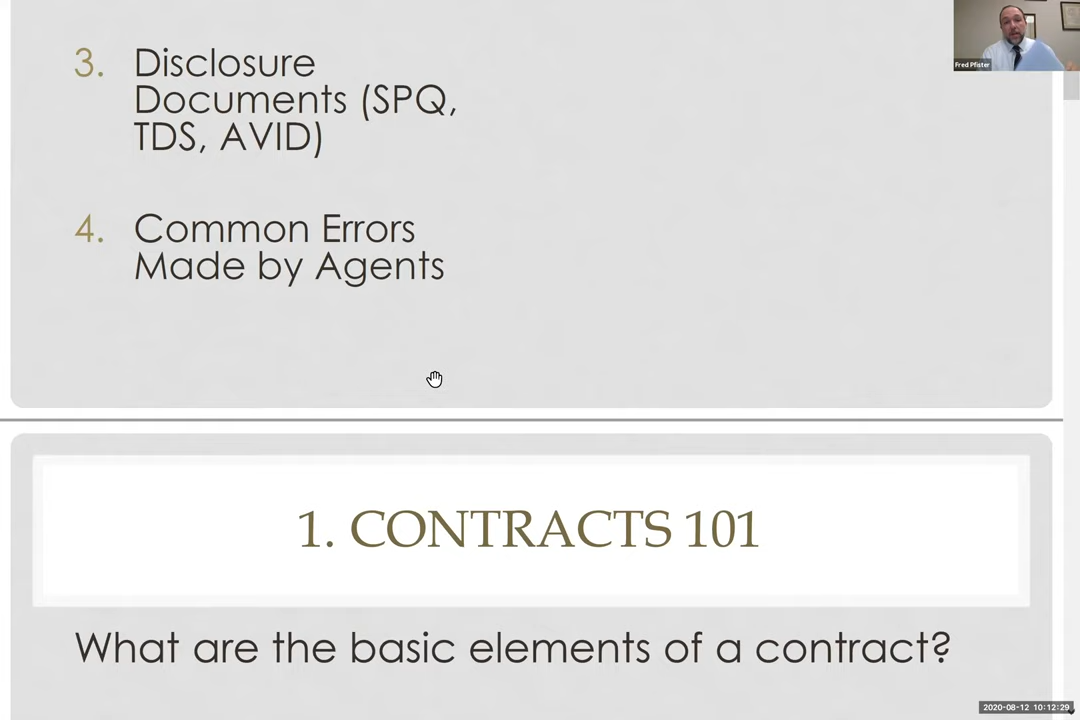 3. Disclosure
Documents (SPQ,
TDS, AVID)
4. Common Errors
Made by Agents
Fred Pfister
1. CONTRACTS 101
What are the basic elements of a contract?
2020-08-12 10:12:29